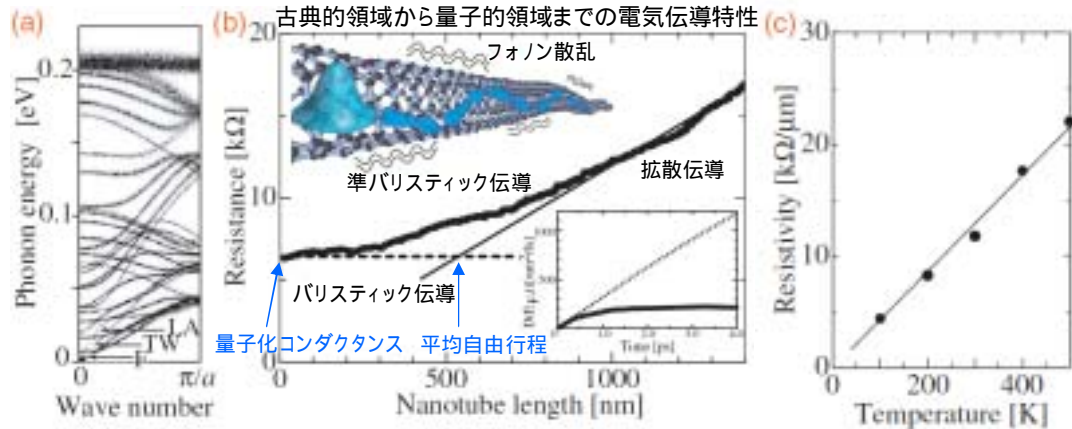 古典的領域から量子的領域までの電気伝導特性
(a)
Phonon energy [eV]
0.2
0.1
0
LA
TW
0
π/a
Wave number
(b)
Resistance [kΩ]
20
10
0
フォノン散乱
準バリスティック伝導
拡散伝導
バリスティック伝導
量子化コンダクタンス
平均自由行程
Time [ps]
0
500
1000
Nanotube length [nm]
(c)
Resistivity [kΩ/μm]
30
20
10
0
200
400
Temperature [K]